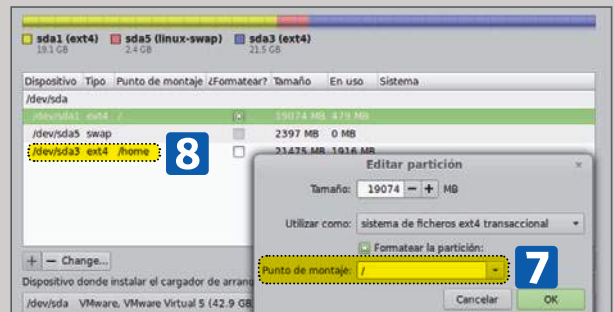 sda1 (ext4) sda5 (linux-swap) sda3 (ext4)
19.1 GB 2.4 GB 21.5 GB
Dispositivo Tipo Punto de montaje ¿Formatear? Tamaño En uso Sistema
/dev/sda
/dev/sda1 ext4 / 19074 MB 479 MB
/dev/sda5 swap 2397 MB 0 MB
/dev/sda3 ext4 /home 21475 MB 1916 MB
8
Editar partición ×
Tamaño: 19074 − + MB
Utilizar como: sistema de ficheros ext4 transaccional
Formatear la partición:
Punto de montaje: /
7
Cancelar OK
+ − Change...
Dispositivo donde instalar el cargador de arranq
/dev/sda VMware, VMware Virtual S (42.9 GB